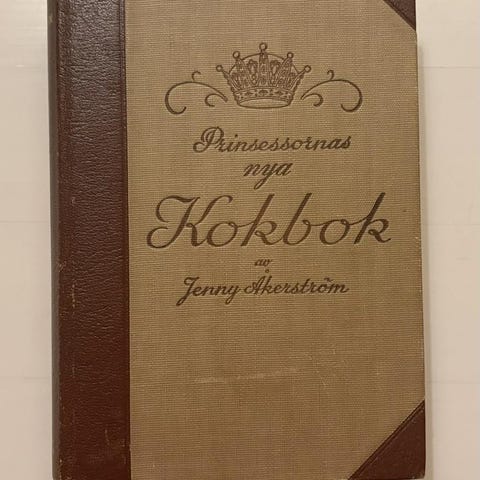 Prinsessornas
nya
Kokbok
av
Jenny Åkerström